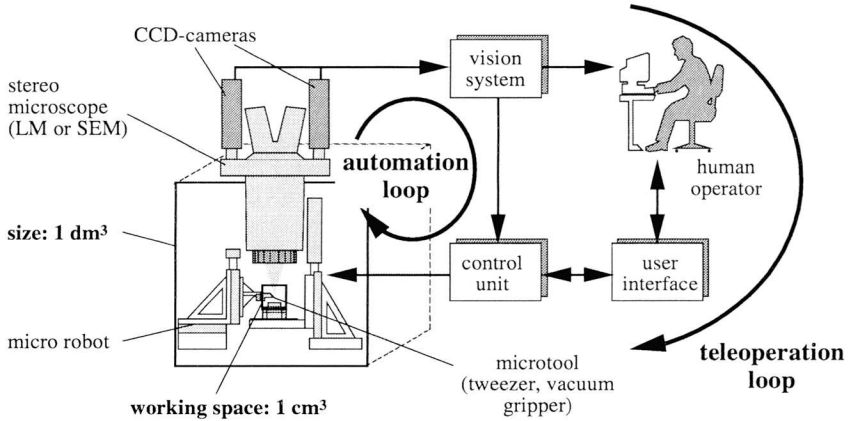 CCD-cameras
stereo
microscope
(LM or SEM)
vision
system
automation
loop
human
operator
size: 1 dm³
control
unit
user
interface
micro robot
microtool
(tweezer, vacuum
gripper)
teleoperation
loop
working space: 1 cm³